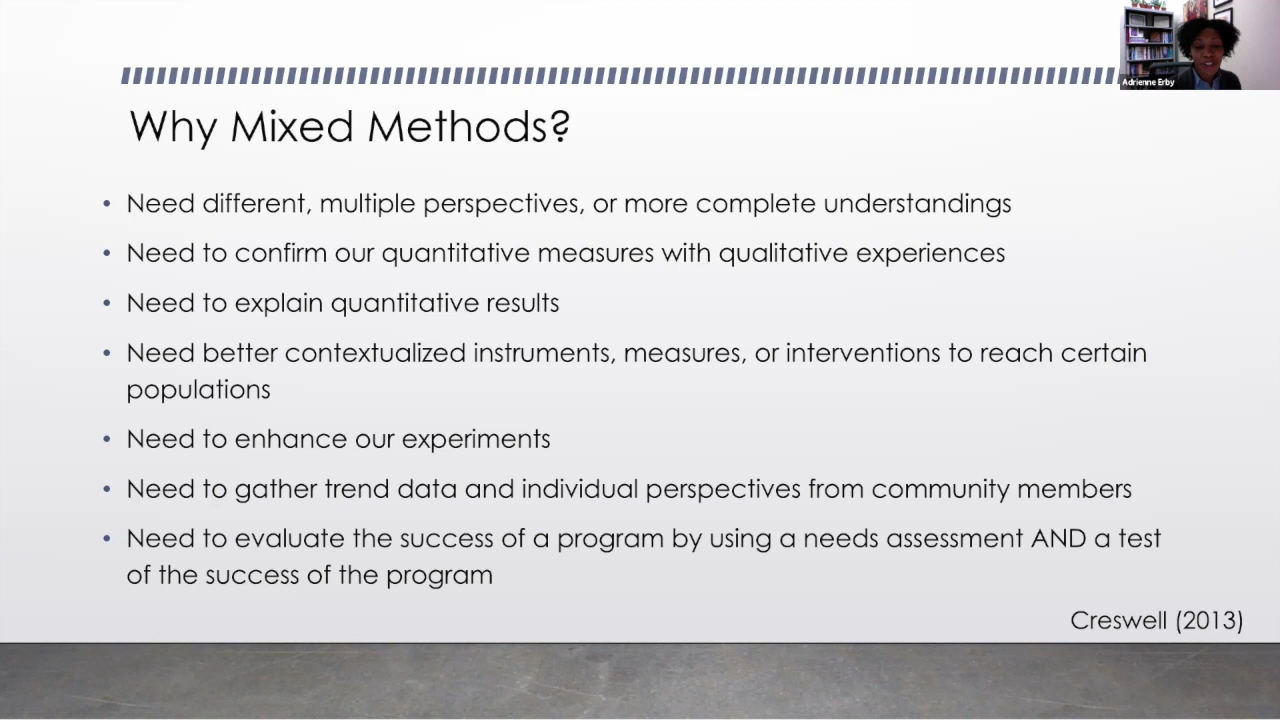 Adrienne Erby
Why Mixed Methods?
• Need different, multiple perspectives, or more complete understandings
• Need to confirm our quantitative measures with qualitative experiences
• Need to explain quantitative results
• Need better contextualized instruments, measures, or interventions to reach certain
populations
• Need to enhance our experiments
• Need to gather trend data and individual perspectives from community members
• Need to evaluate the success of a program by using a needs assessment AND a test
of the success of the program
Creswell (2013)